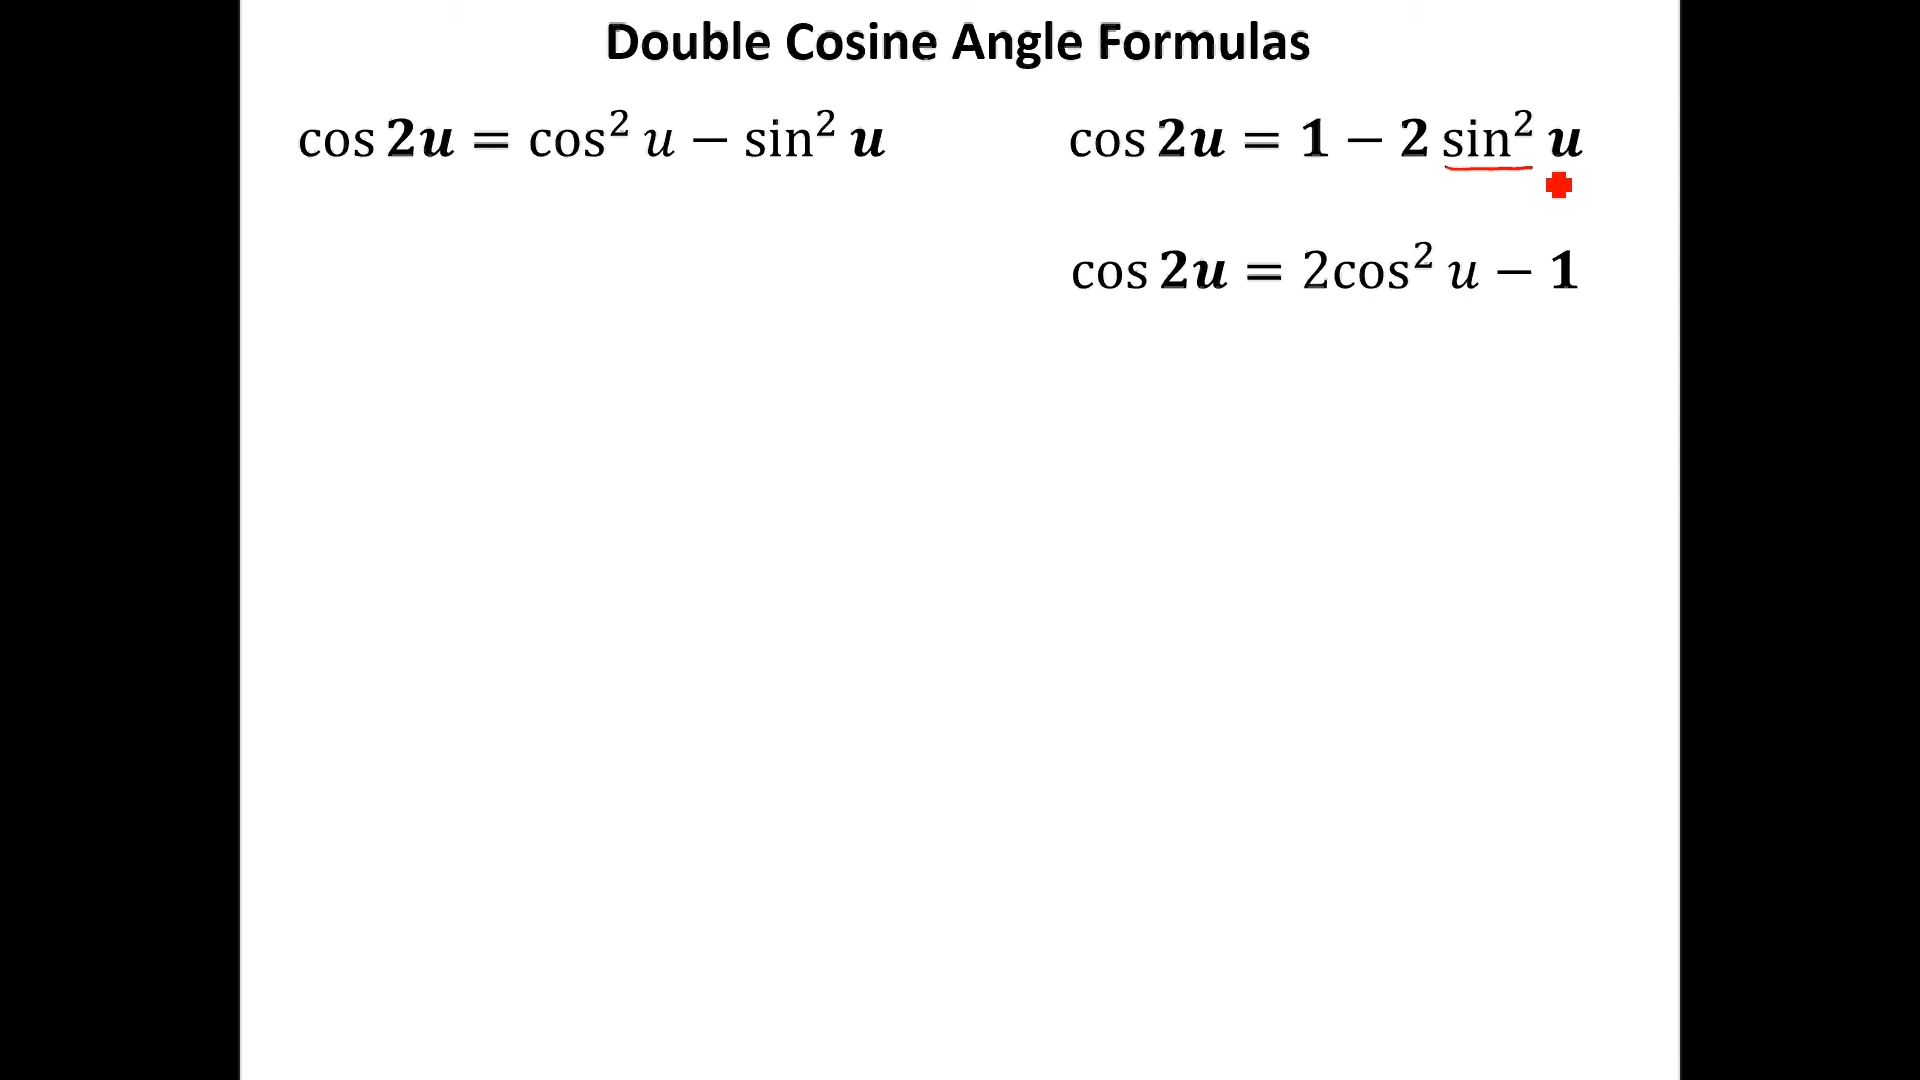 Double Cosine Angle Formulas
cos 2u = cos² u − sin² u
cos 2u = 1 − 2 sin² u
cos 2u = 2cos² u − 1